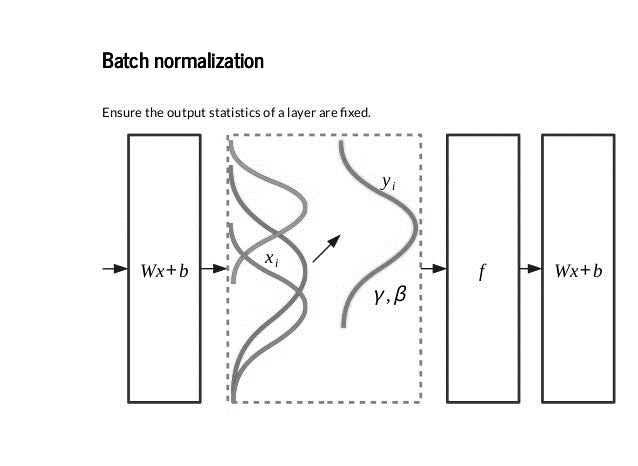 Batch normalization
Ensure the output statistics of a layer are fixed.
y_i
x_i
Wx+b
f
Wx+b
γ,β